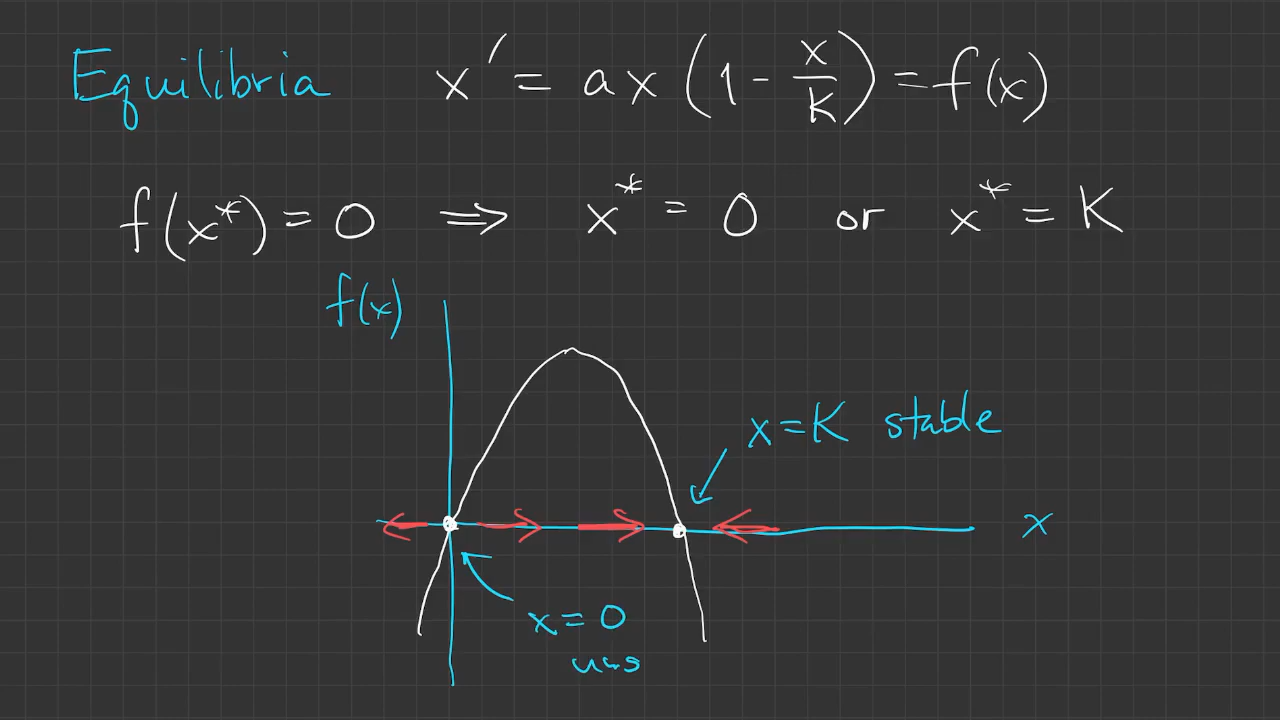 Equilibria x' = ax(1 - x/K) = f(x)
f(x*) = 0 ⟹ x* = 0 or x* = K
f(x)
x = K stable
x
x = 0
uns